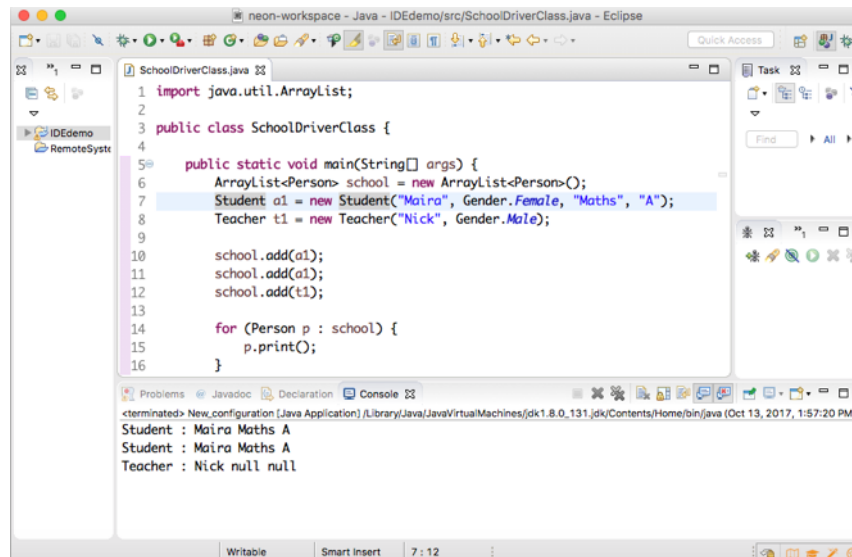 neon-workspace - Java - IDEdemo/src/SchoolDriverClass.java - Eclipse
Quick Access
SchoolDriverClass.java
Task
IDEdemo
RemoteSyste
Find
All
1 import java.util.ArrayList;
2
3 public class SchoolDriverClass {
4
5 public static void main(String[] args) {
6 ArrayList<Person> school = new ArrayList<Person>();
7 Student a1 = new Student("Maira", Gender.Female, "Maths", "A");
8 Teacher t1 = new Teacher("Nick", Gender.Male);
9
10 school.add(a1);
11 school.add(a1);
12 school.add(t1);
13
14 for (Person p : school) {
15 p.print();
16 }
Problems @ Javadoc Declaration Console
<terminated> New_configuration [Java Application] /Library/Java/JavaVirtualMachines/jdk1.8.0_131.jdk/Contents/Home/bin/java (Oct 13, 2017, 1:57:20 PM
Student : Maira Maths A
Student : Maira Maths A
Teacher : Nick null null
Writable Smart Insert 7 : 12